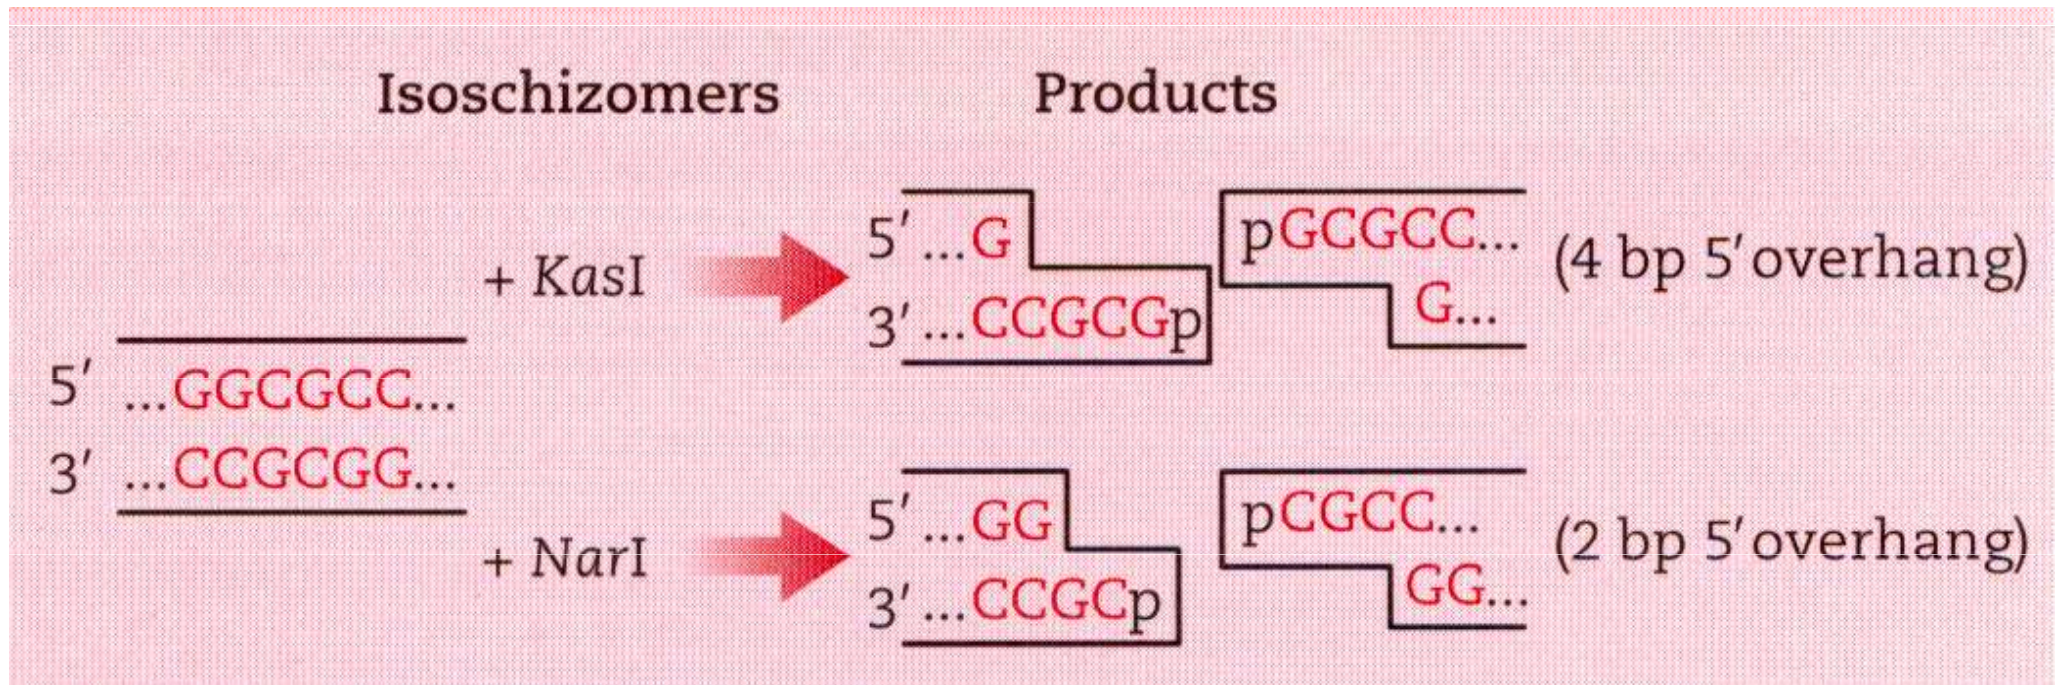 Isoschizomers Products
+ KasI
5′ ...G pGCGCC... (4 bp 5′overhang)
3′ ...CCGCGp G...
5′ ...GGCGCC...
3′ ...CCGCGG...
+ NarI
5′ ...GG pCGCC... (2 bp 5′overhang)
3′ ...CCGCp GG...